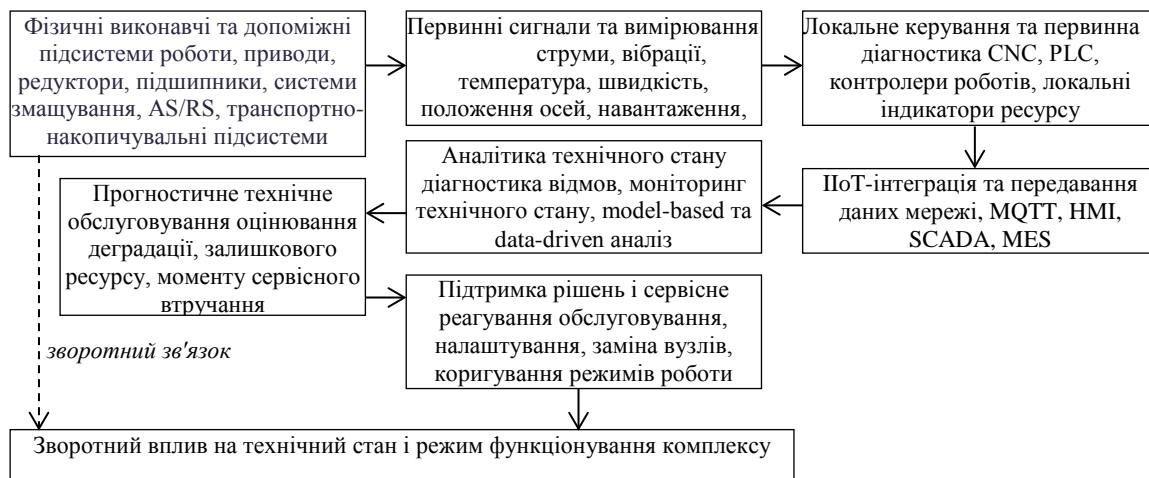 Фізичні виконавчі та допоміжні
підсистеми роботи, приводи,
редуктори, підшипники, системи
змащування, AS/RS, транспортно-
накопичувальні підсистеми
Первинні сигнали та вимірювання
струми, вібрації,
температура, швидкість,
положення осей, навантаження,
Локальне керування та первинна
діагностика CNC, PLC,
контролери роботів, локальні
індикатори ресурсу
ІІоТ-інтеграція та передавання
даних мережі, MQTT, HMI,
SCADA, MES
Аналітика технічного стану
діагностика відмов, моніторинг
технічного стану, model-based та
data-driven аналіз
Прогностичне технічне
обслуговування оцінювання
деградації, залишкового
ресурсу, моменту сервісного
втручання
Підтримка рішень і сервісне
реагування обслуговування,
налаштування, заміна вузлів,
коригування режимів роботи
зворотний зв'язок
Зворотний вплив на технічний стан і режим функціонування комплексу